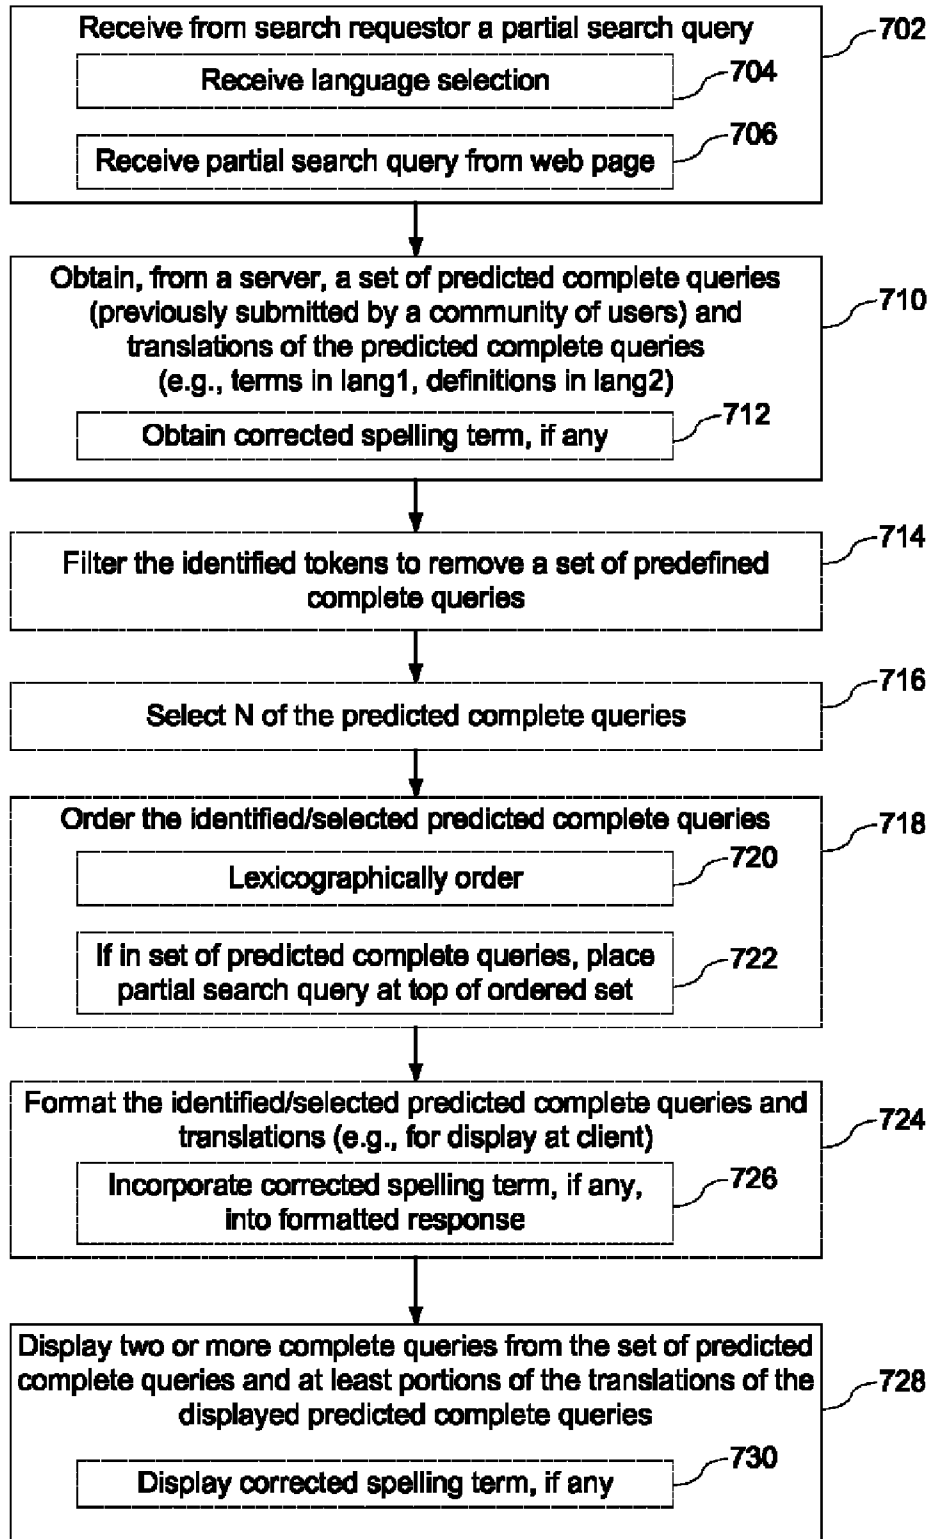 Receive from search requestor a partial search query
702
Receive language selection
704
Receive partial search query from web page
706
Obtain, from a server, a set of predicted complete queries
(previously submitted by a community of users) and
translations of the predicted complete queries
(e.g., terms in lang1, definitions in lang2)
710
Obtain corrected spelling term, if any
712
Filter the identified tokens to remove a set of predefined
complete queries
714
Select N of the predicted complete queries
716
Order the identified/selected predicted complete queries
718
Lexicographically order
720
If in set of predicted complete queries, place
partial search query at top of ordered set
722
Format the identified/selected predicted complete queries and
translations (e.g., for display at client)
724
Incorporate corrected spelling term, if any,
into formatted response
726
Display two or more complete queries from the set of predicted
complete queries and at least portions of the translations of the
displayed predicted complete queries
728
Display corrected spelling term, if any
730